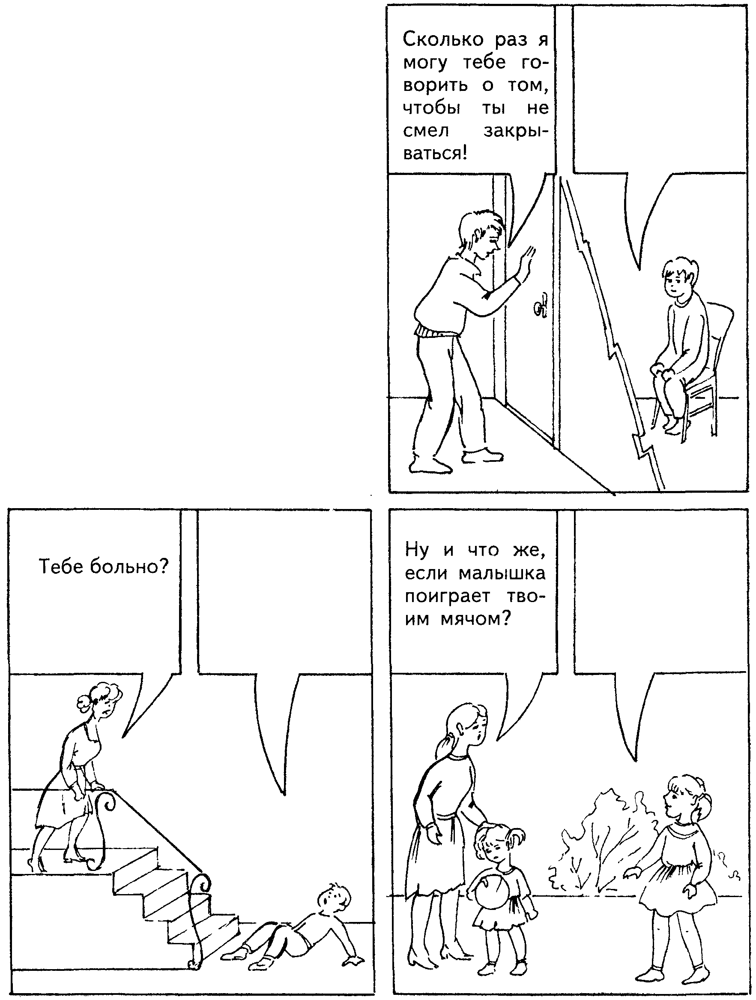 Сколько раз я
могу тебе го-
ворить о том,
чтобы ты не
смел закры-
ваться!
Тебе больно?
Ну и что же,
если малышка
поиграет тво-
им мячом?